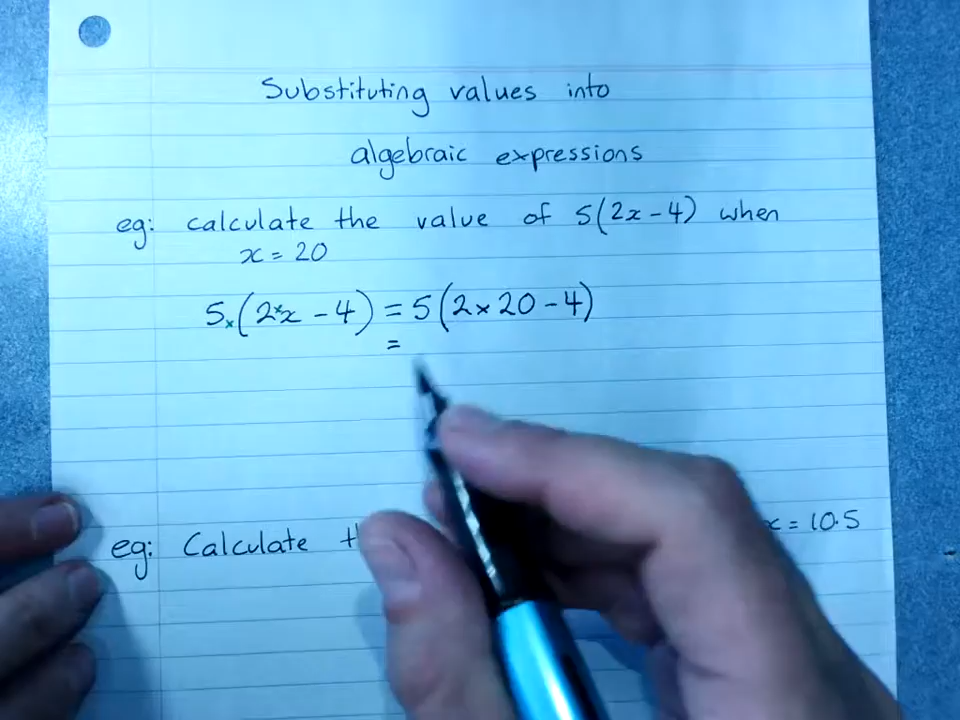 Substituting values into
algebraic expressions
eg: calculate the value of 5(2x-4) when
x = 20
5×(2×x - 4) = 5(2×20-4)
=
eg: Calculate x = 10.5